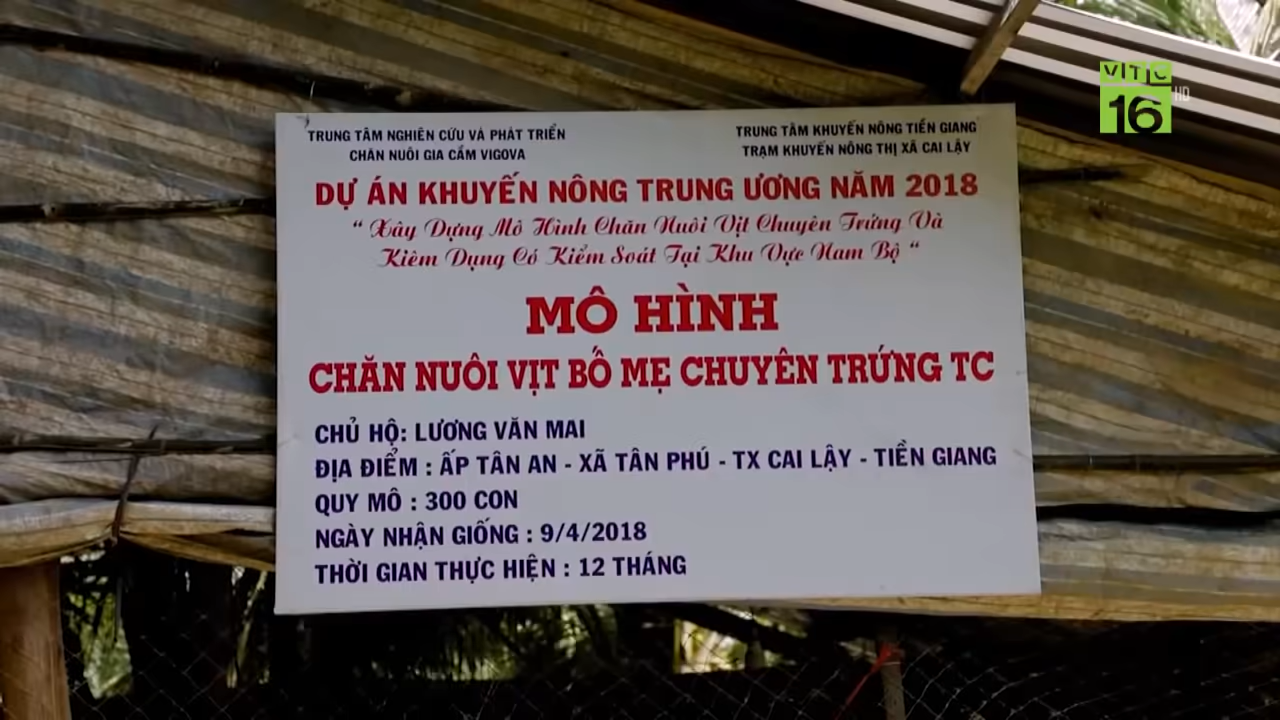 VTC
16
HD
TRUNG TÂM NGHIÊN CỨU VÀ PHÁT TRIỂN
CHĂN NUÔI GIA CẦM VIGOVA
TRUNG TÂM KHUYẾN NÔNG TIỀN GIANG
TRẠM KHUYẾN NÔNG THỊ XÃ CAI LẬY
DỰ ÁN KHUYẾN NÔNG TRUNG ƯƠNG NĂM 2018
“ Xây Dựng Mô Hình Chăn Nuôi Vịt Chuyên Trứng Và
Kiêm Dụng Có Kiểm Soát Tại Khu Vực Nam Bộ “
MÔ HÌNH
CHĂN NUÔI VỊT BỐ MẸ CHUYÊN TRỨNG TC
CHỦ HỘ: LƯƠNG VĂN MAI
ĐỊA ĐIỂM : ẤP TÂN AN - XÃ TÂN PHÚ - TX CAI LẬY - TIỀN GIANG
QUY MÔ : 300 CON
NGÀY NHẬN GIỐNG : 9/4/2018
THỜI GIAN THỰC HIỆN : 12 THÁNG